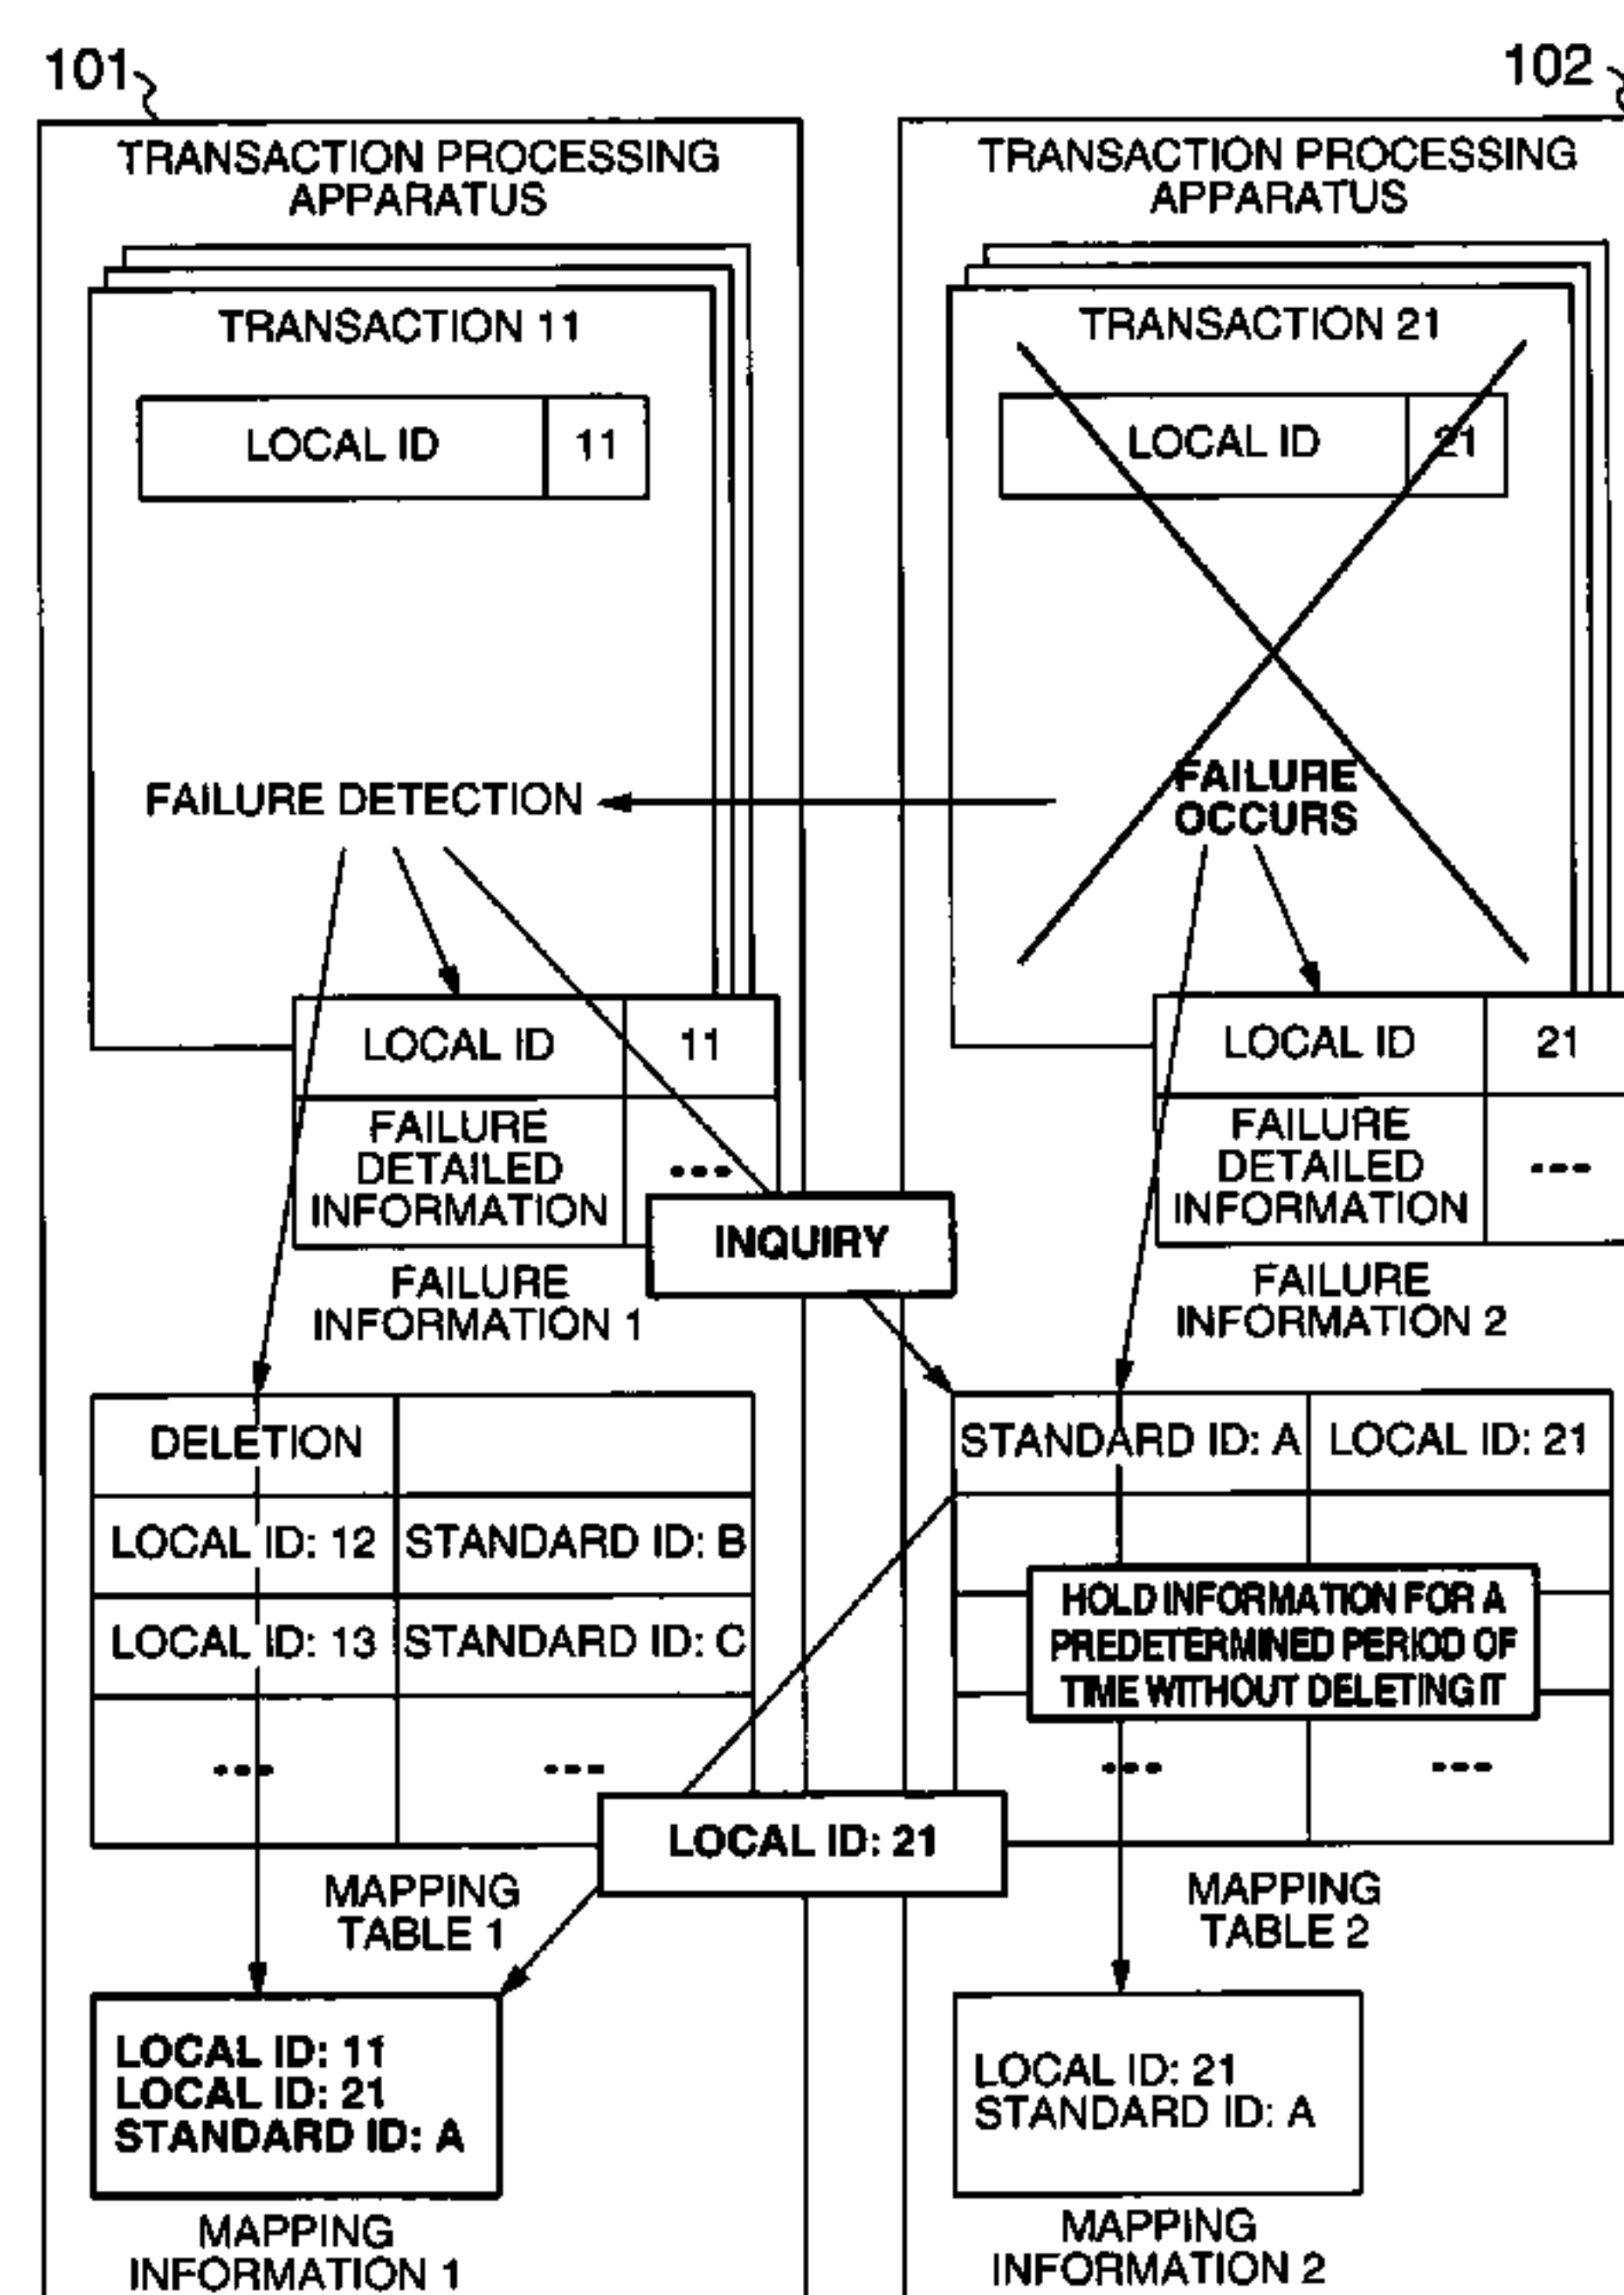 101
TRANSACTION PROCESSING
APPARATUS
TRANSACTION 11
LOCAL ID 11
FAILURE DETECTION
LOCAL ID 11
FAILURE
DETAILED
INFORMATION
---
FAILURE
INFORMATION 1
DELETION
LOCAL ID: 12 STANDARD ID: B
LOCAL ID: 13 STANDARD ID: C
--- ---
MAPPING
TABLE 1
LOCAL ID: 11
LOCAL ID: 21
STANDARD ID: A
MAPPING
INFORMATION 1
INQUIRY
LOCAL ID: 21
102
TRANSACTION PROCESSING
APPARATUS
TRANSACTION 21
LOCAL ID 21
FAILURE
OCCURS
LOCAL ID 21
FAILURE
DETAILED
INFORMATION
---
FAILURE
INFORMATION 2
STANDARD ID: A LOCAL ID: 21
HOLD INFORMATION FOR A
PREDETERMINED PERIOD OF
TIME WITHOUT DELETING IT
--- ---
MAPPING
TABLE 2
LOCAL ID: 21
STANDARD ID: A
MAPPING
INFORMATION 2